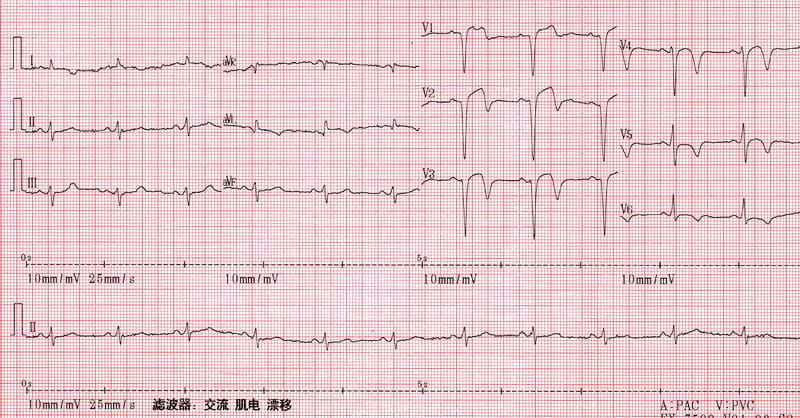 I
aVR
V1
V4
II
aVL
V2
V5
III
aVF
V3
V6
0s
5s
10mm/mV 25mm/s
10mm/mV
10mm/mV
10mm/mV
II
0s
5s
10mm/mV 25mm/s
滤波器: 交流 肌电 漂移
A:PAC V:PVC